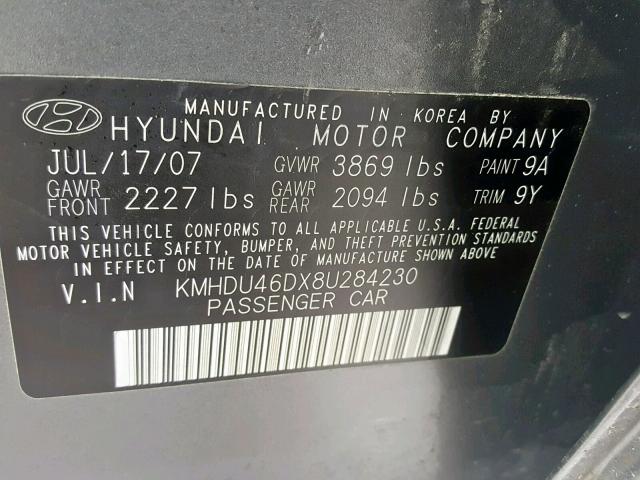 MANUFACTURED IN KOREA BY
HYUNDAI MOTOR COMPANY
JUL/17/07 GVWR 3869 lbs PAINT 9A
GAWR FRONT 2227 lbs GAWR REAR 2094 lbs TRIM 9Y
THIS VEHICLE CONFORMS TO ALL APPLICABLE U.S.A. FEDERAL
MOTOR VEHICLE SAFETY, BUMPER, AND THEFT PREVENTION STANDARDS
IN EFFECT ON THE DATE OF MANUFACTURE SHOWN ABOVE.
V.I.N KMHDU46DX8U284230
PASSENGER CAR